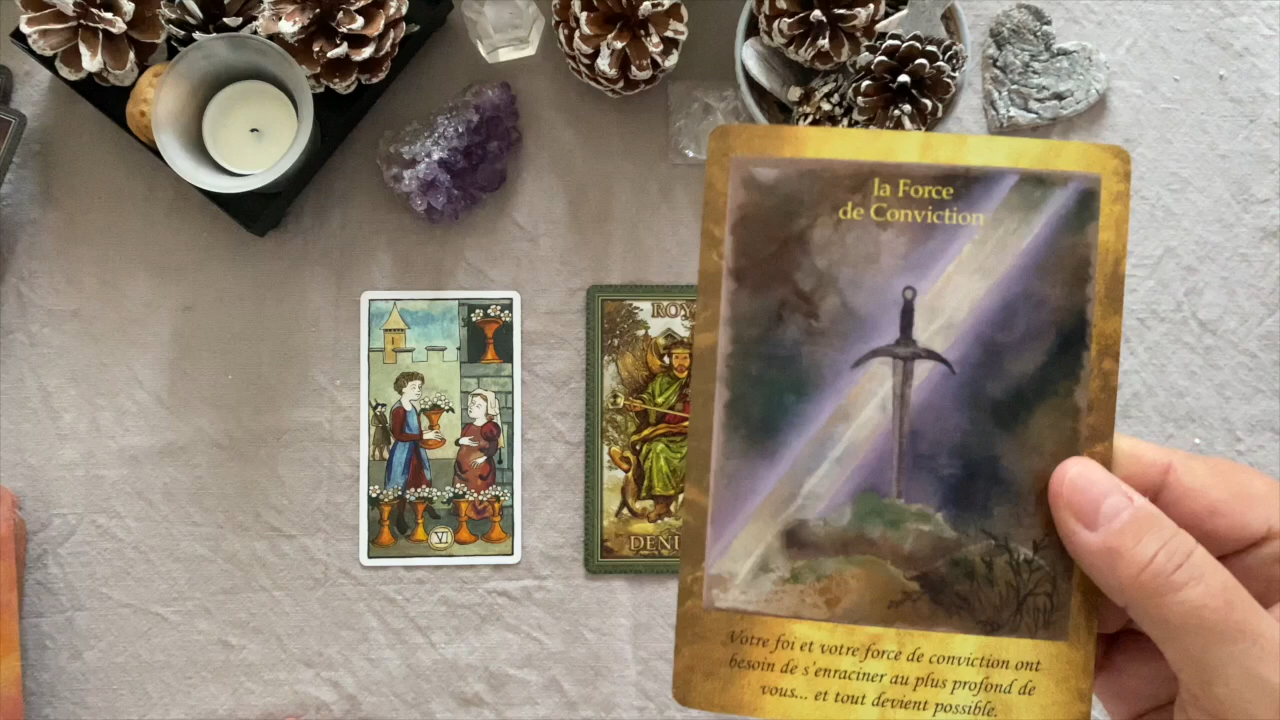 la Force
de Conviction
VI
Votre foi et votre force de conviction ont
besoin de s'enraciner au plus profond de
vous... et tout devient possible.